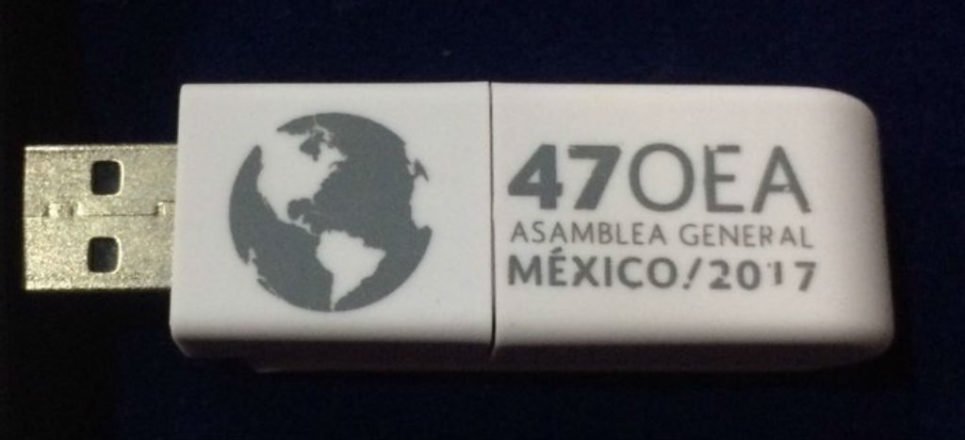 47OEA
ASAMBLEA GENERAL
MÉXICO/2017